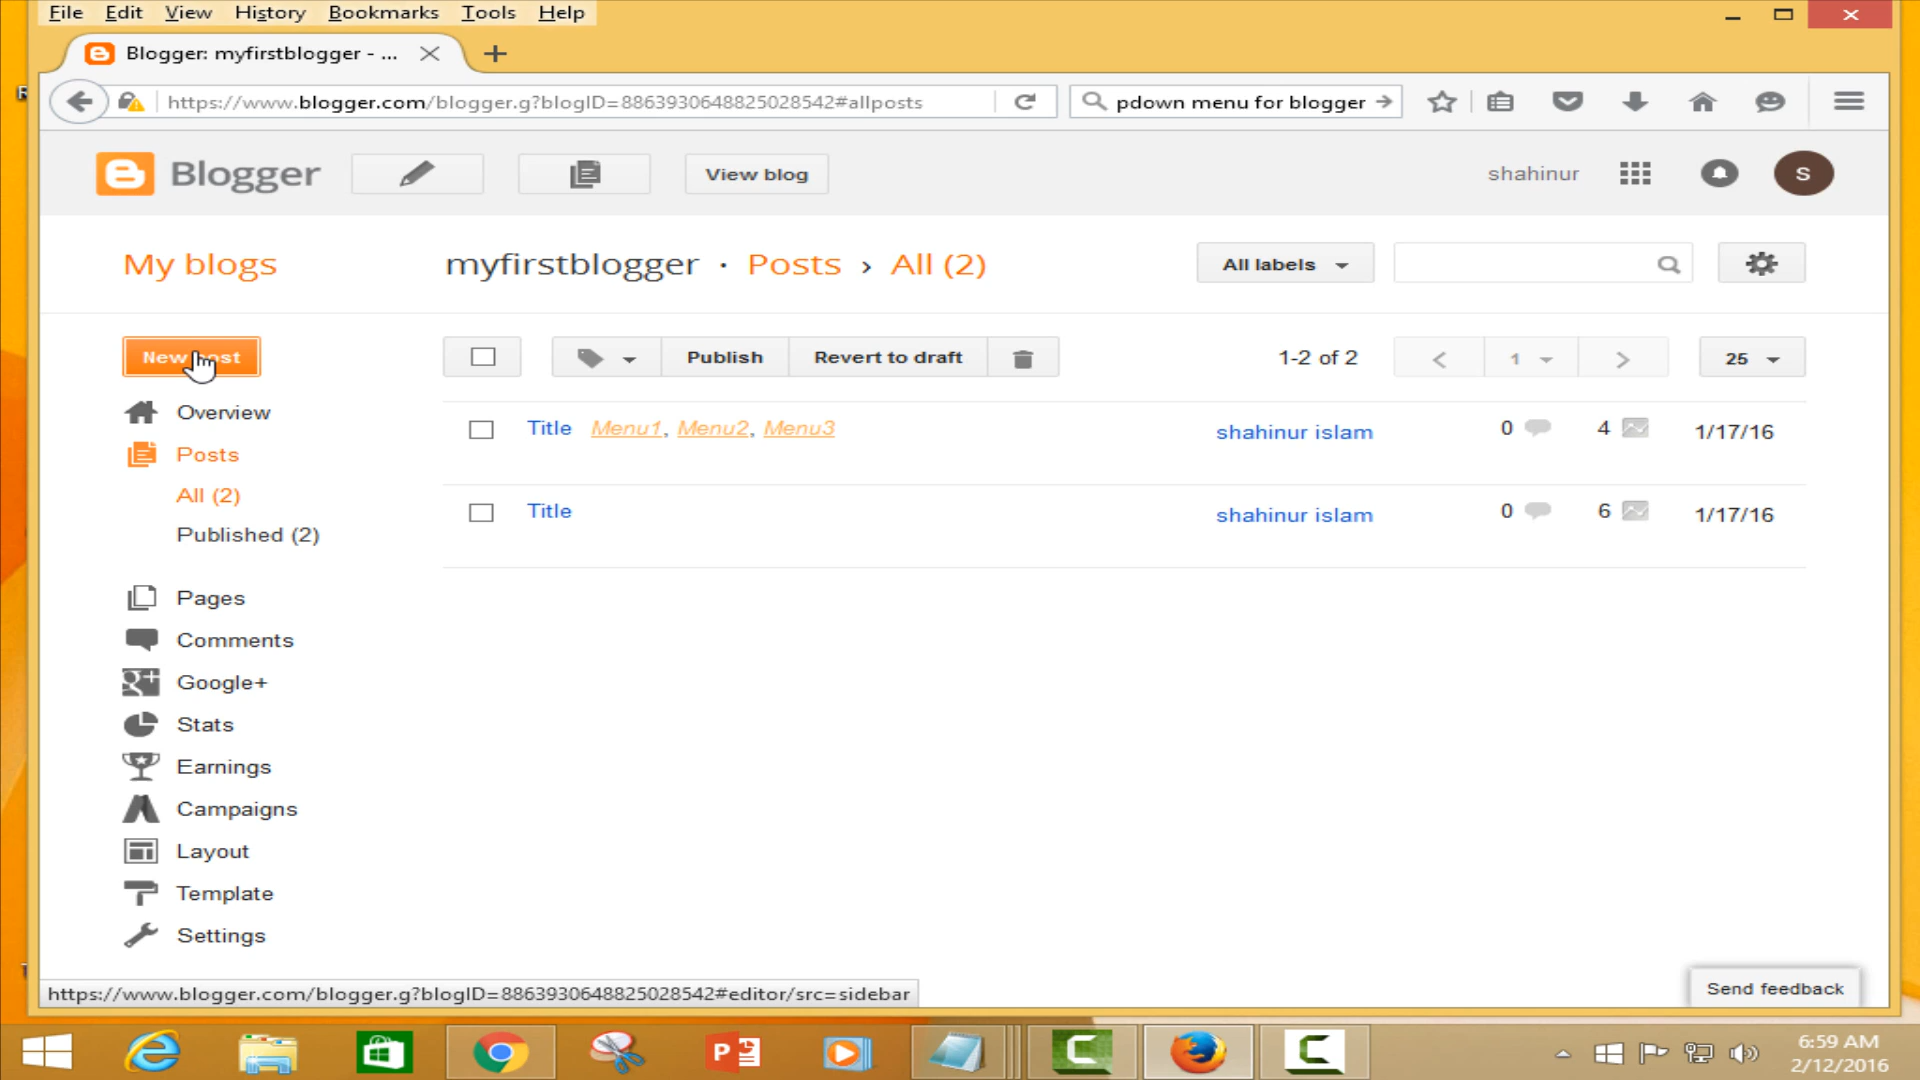 File Edit View History Bookmarks Tools Help
Blogger: myfirstblogger - ...
https://www.blogger.com/blogger.g?blogID=8863930648825028542#allposts
pdown menu for blogger
Blogger
View blog
shahinur
S
My blogs
myfirstblogger · Posts › All (2)
All labels
New post
Publish
Revert to draft
1-2 of 2
1
25
Overview
Title Menu1, Menu2, Menu3
shahinur islam
0
4
1/17/16
Posts
All (2)
Title
shahinur islam
0
6
1/17/16
Published (2)
Pages
Comments
Google+
Stats
Earnings
Campaigns
Layout
Template
Settings
https://www.blogger.com/blogger.g?blogID=8863930648825028542#editor/src=sidebar
Send feedback
6:59 AM
2/12/2016